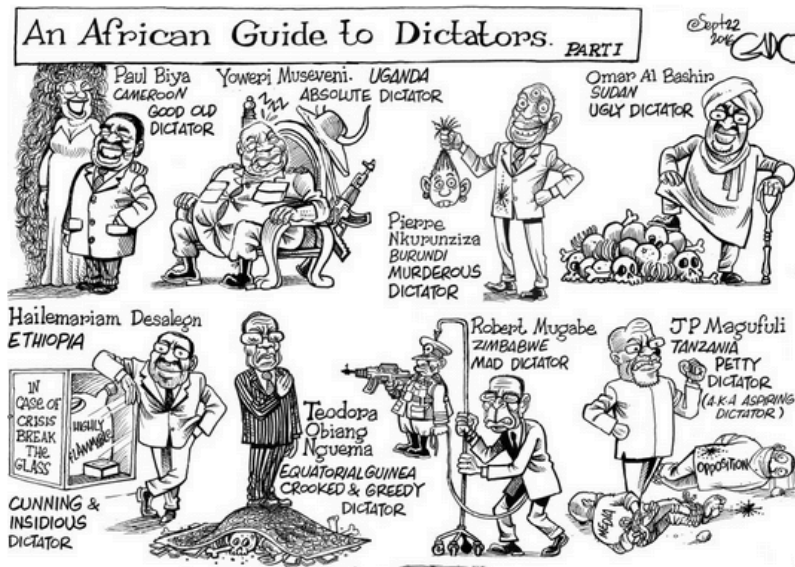 An African Guide to Dictators. PART I
@Sept 22
2016 GADO
Paul Biya
CAMEROON
GOOD OLD
DICTATOR
Yoweri Museveni. UGANDA
ABSOLUTE DICTATOR
ZZZ
Pierre
Nkurunziza
BURUNDI
MURDEROUS
DICTATOR
Omar Al Bashir
SUDAN
UGLY DICTATOR
Hailemariam Desalegn
ETHIOPIA
IN
CASE OF
CRISIS
BREAK
THE
GLASS
HIGHLY
FLAMMABLE
CUNNING &
INSIDIOUS
DICTATOR
Teodora
Obiang
Nguema
EQUATORIAL GUINEA
CROOKED & GREEDY
DICTATOR
Robert Mugabe
ZIMBABWE
MAD DICTATOR
JP Magufuli
TANZANIA
PETTY
DICTATOR
(A.K.A ASPIRING
DICTATOR)
OPPOSITION
MEDIA